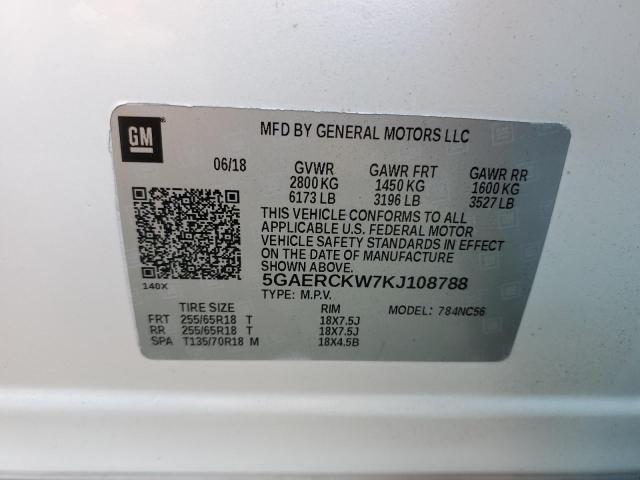 GM
MFD BY GENERAL MOTORS LLC
06/18 GVWR GAWR FRT GAWR RR
2800 KG 1450 KG 1600 KG
6173 LB 3196 LB 3527 LB
THIS VEHICLE CONFORMS TO ALL
APPLICABLE U.S. FEDERAL MOTOR
VEHICLE SAFETY STANDARDS IN EFFECT
ON THE DATE OF MANUFACTURE
SHOWN ABOVE.
140X 5GAERCKW7KJ108788
TYPE: M.P.V.
TIRE SIZE RIM MODEL: 784NC56
FRT 255/65R18 T 18X7.5J
RR 255/65R18 T 18X7.5J
SPA T135/70R18 M 18X4.5B